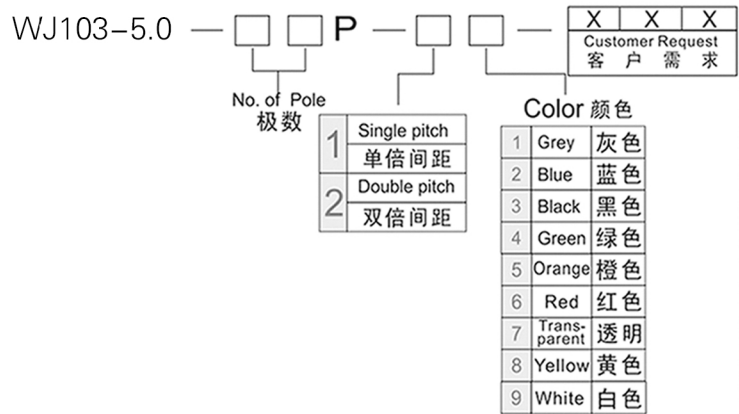 WJ103-5.0 — □ □ P — □ □ — X X X
Customer Request
客户需求
No. of Pole
极数
Color 颜色
1 Single pitch
单倍间距
2 Double pitch
双倍间距
1 Grey 灰色
2 Blue 蓝色
3 Black 黑色
4 Green 绿色
5 Orange 橙色
6 Red 红色
7 Trans-
parent 透明
8 Yellow 黄色
9 White 白色